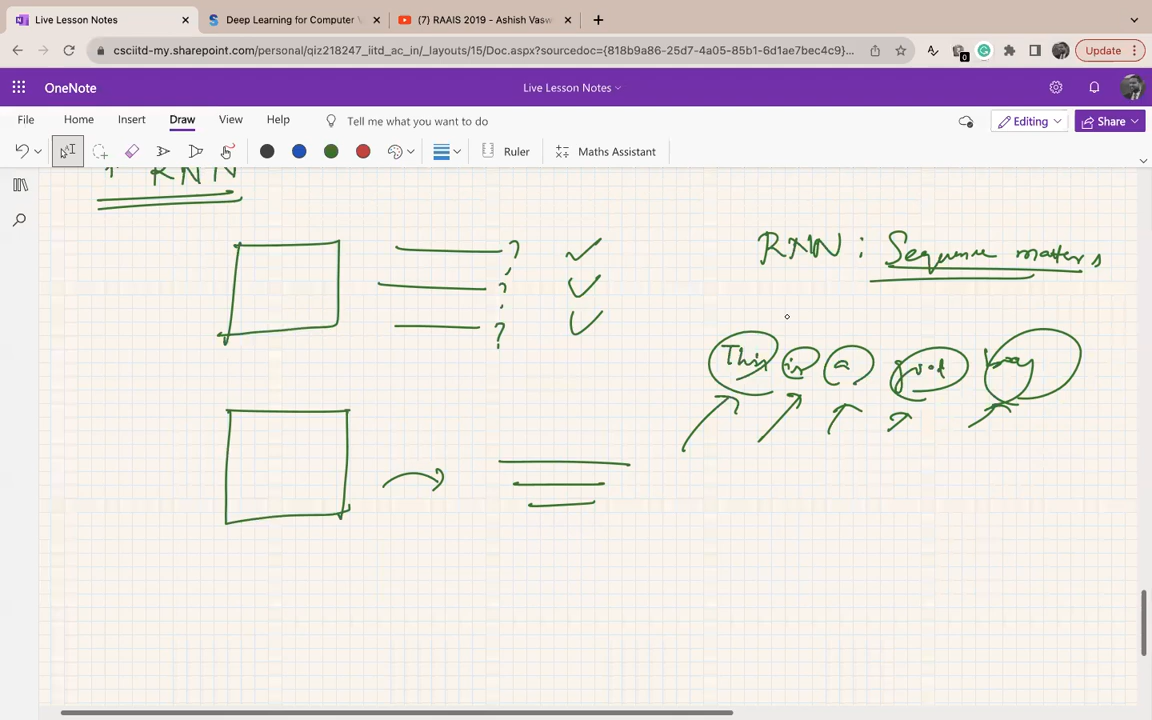 Live Lesson Notes
Deep Learning for Computer
(7) RAAIS 2019 - Ashish Vasw
csciitd-my.sharepoint.com/personal/qiz218247_iitd_ac_in/_layouts/15/Doc.aspx?sourcedoc={818b9a86-25d7-4a05-85b1-6d1ae7bec4c9}...
0
Update
OneNote
Live Lesson Notes
File Home Insert Draw View Help Tell me what you want to do
Editing
Share
Ruler
Maths Assistant
+ RNN
?
?
?
RNN : Sequence matters
This is a good